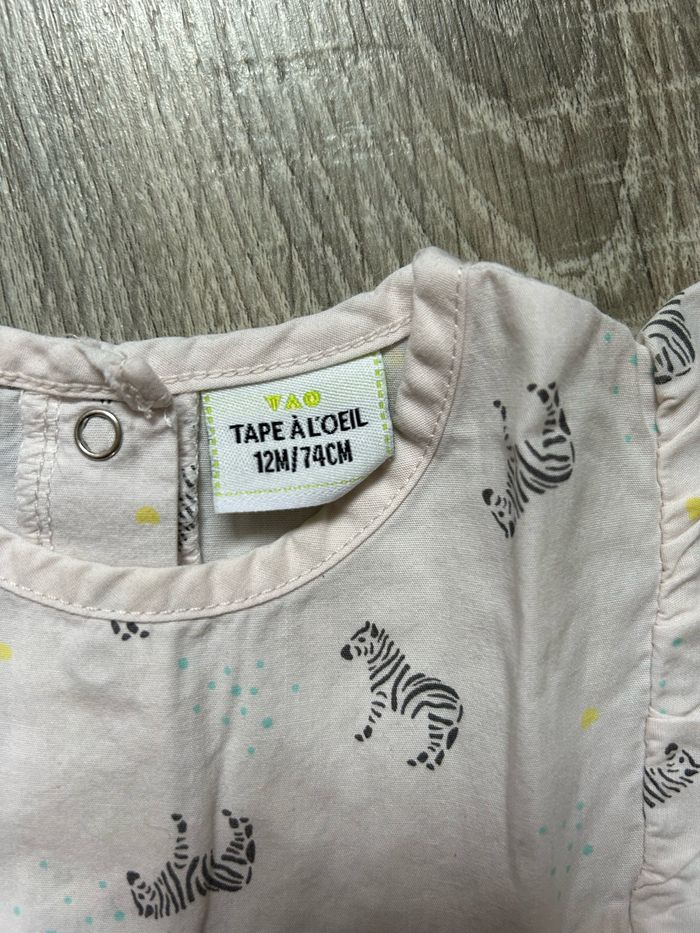 TAO
TAPE À L'OEIL
12M/74CM